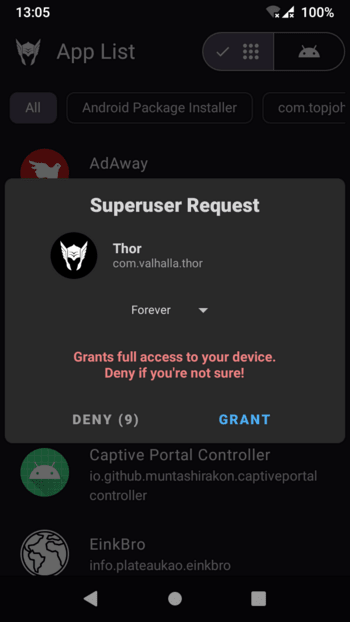 13:05
100%
App List
All
Android Package Installer
com.topjoh
AdAway
Superuser Request
Thor
com.valhalla.thor
Forever
Grants full access to your device.
Deny if you're not sure!
DENY (9)
GRANT
Captive Portal Controller
io.github.muntashirakon.captiveportal
controller
EinkBro
info.plateaukao.einkbro